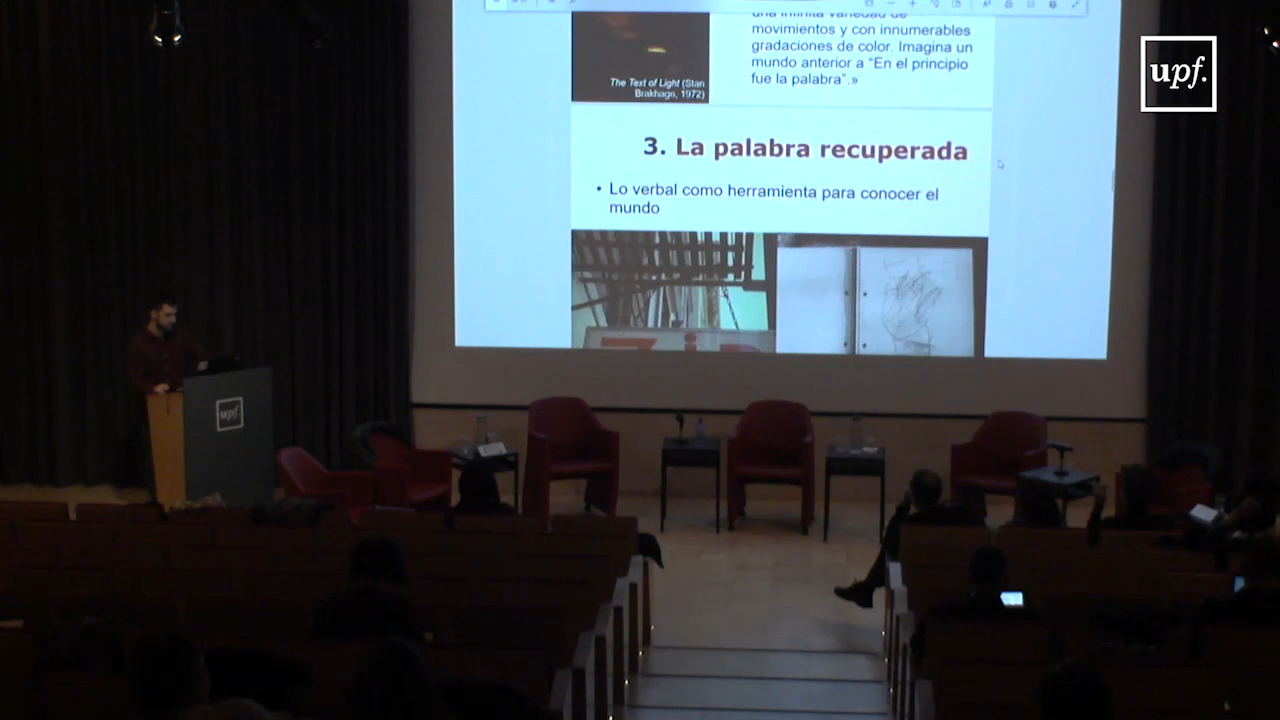 una infinita variedad de
movimientos y con innumerables
gradaciones de color. Imagina un
mundo anterior a "En el principio
fue la palabra".»
The Text of Light (Stan
Brakhage, 1972)
3. La palabra recuperada
• Lo verbal como herramienta para conocer el
mundo
upf.
upf.